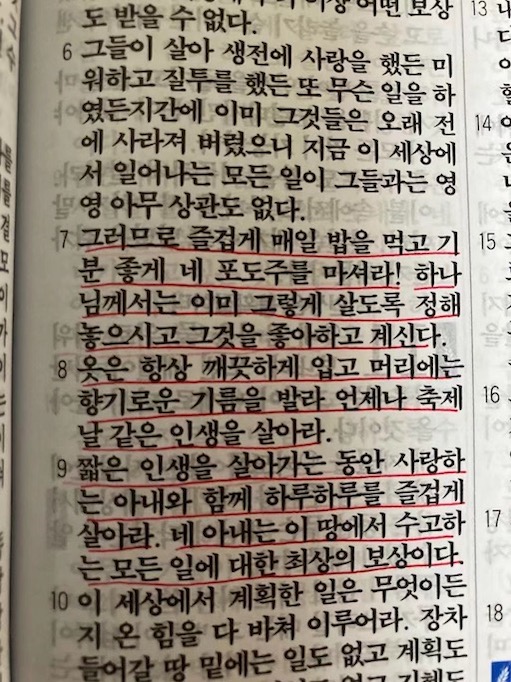 도 받을 수 없다.
6 그들이 살아 생전에 사랑을 했든 미
워하고 질투를 했든 또 무슨 일을 하
였든지간에 이미 그것들은 오래 전
에 사라져 버렸으니 지금 이 세상에
서 일어나는 모든 일이 그들과는 영
영 아무 상관도 없다.
7 그러므로 즐겁게 매일 밥을 먹고 기
분 좋게 네 포도주를 마셔라! 하나
님께서는 이미 그렇게 살도록 정해
놓으시고 그것을 좋아하고 계신다.
8 옷은 항상 깨끗하게 입고 머리에는
향기로운 기름을 발라 언제나 축제
날 같은 인생을 살아라.
9 짧은 인생을 살아가는 동안 사랑하
는 아내와 함께 하루하루를 즐겁게
살아라. 네 아내는 이 땅에서 수고하
는 모든 일에 대한 최상의 보상이다.
10 이 세상에서 계획한 일은 무엇이든
지 온 힘을 다 바쳐 이루어라. 장차
들어갈 땅 밑에는 일도 없고 계획도
13
14
15
16
17
18